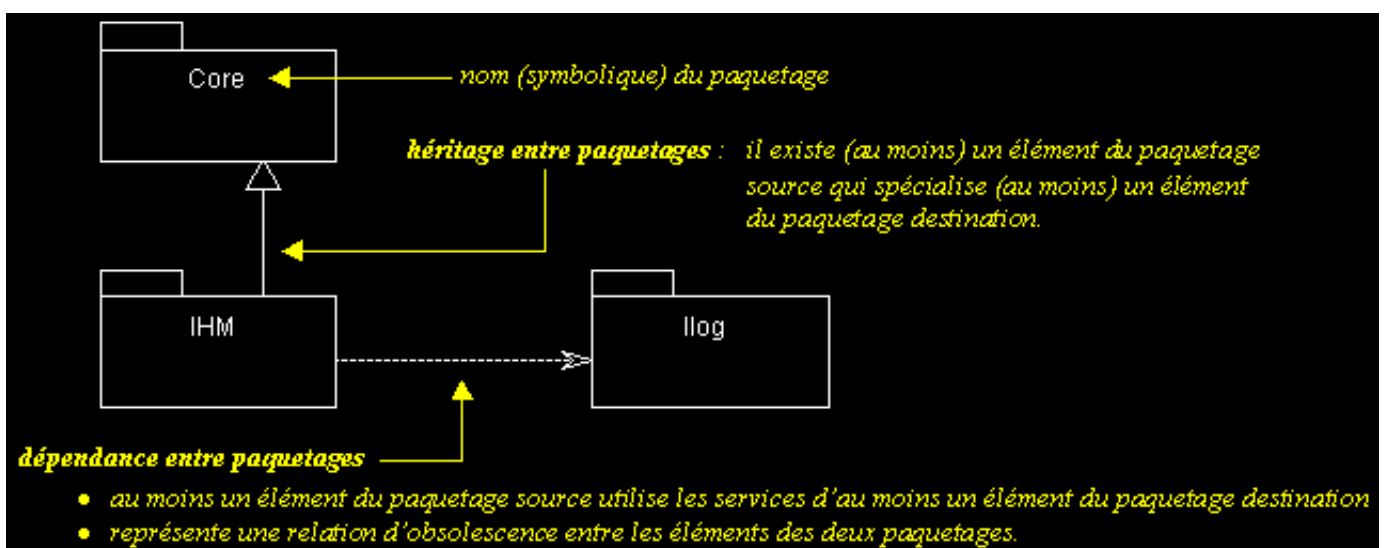 Core
nom (symbolique) du paquetage
héritage entre paquetages : il existe (au moins) un élément du paquetage
source qui spécialise (au moins) un élément
du paquetage destination.
IHM
Ilog
dépendance entre paquetages
● au moins un élément du paquetage source utilise les services d'au moins un élément du paquetage destination
● représente une relation d'obsolescence entre les éléments des deux paquetages.